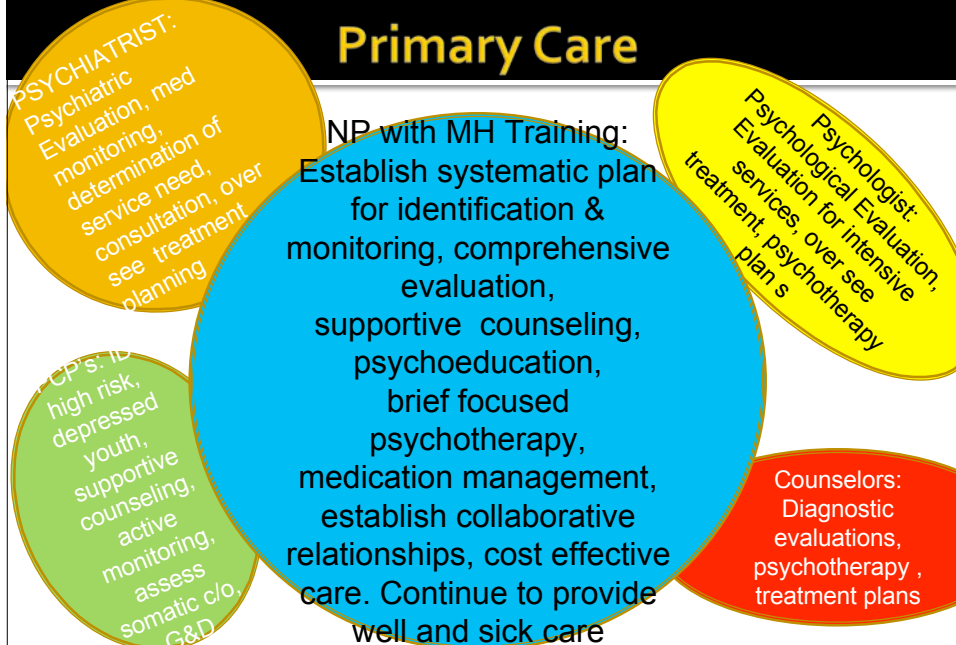 Primary Care
PSYCHIATRIST:
Psychiatric
Evaluation, med
monitoring,
determination of
service need,
consultation, over
see treatment
planning
NP with MH Training:
Establish systematic plan
for identification &
monitoring, comprehensive
evaluation,
supportive counseling,
psychoeducation,
brief focused
psychotherapy,
medication management,
establish collaborative
relationships, cost effective
care. Continue to provide
well and sick care
Psychologist:
Psychological Evaluation,
Evaluation for intensive
services, over see
treatment, psychotherapy
plan s
PCP's: ID
high risk,
depressed
youth,
supportive
counseling,
active
monitoring,
assess
somatic c/o,
G&D
Counselors:
Diagnostic
evaluations,
psychotherapy ,
treatment plans